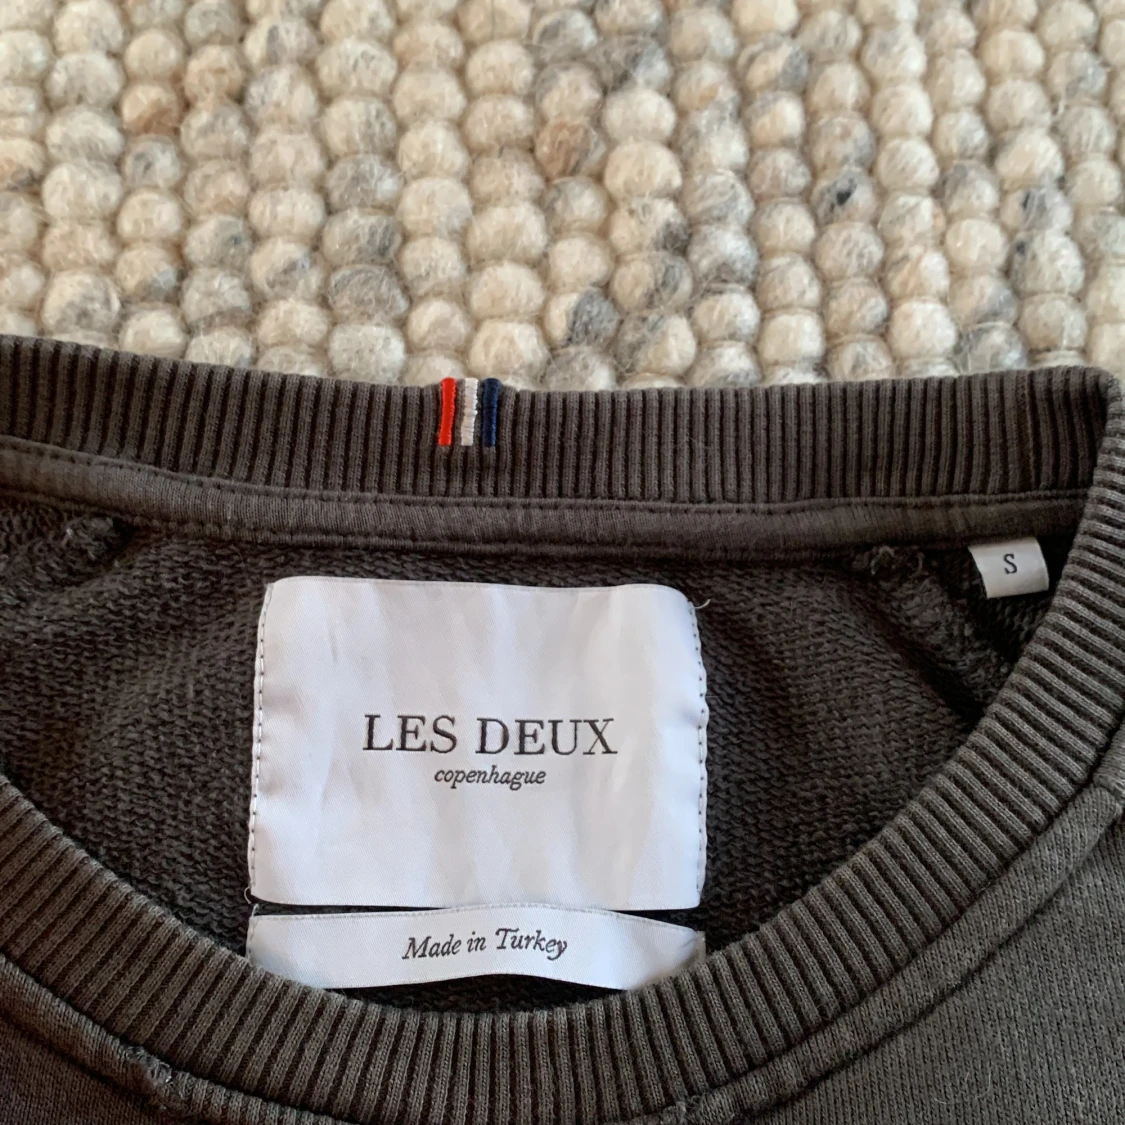 S
LES DEUX
copenhague
Made in Turkey